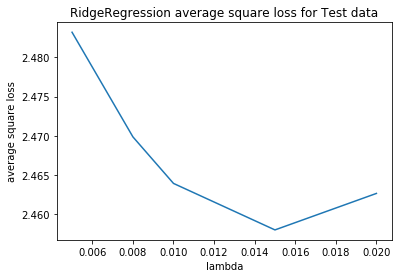 RidgeRegression average square loss for Test data
2.480
2.475
2.470
2.465
2.460
average square loss
0.006 0.008 0.010 0.012 0.014 0.016 0.018 0.020
lambda